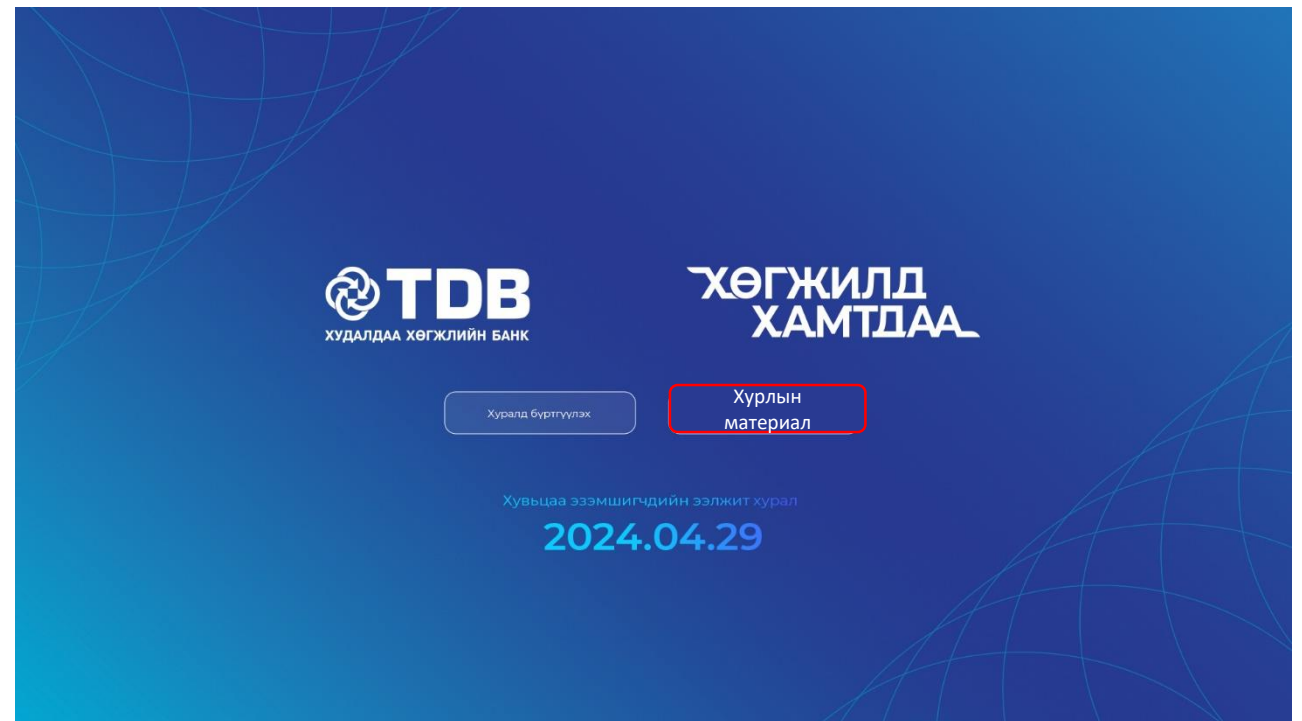 TDB
ХУДАЛДАА ХӨГЖЛИЙН БАНК
ХӨГЖИЛД
ХАМТДАА
Хуралд бүртгүүлэх
Хурлын
материал
Хувьцаа эзэмшигчдийн ээлжит хурал
2024.04.29